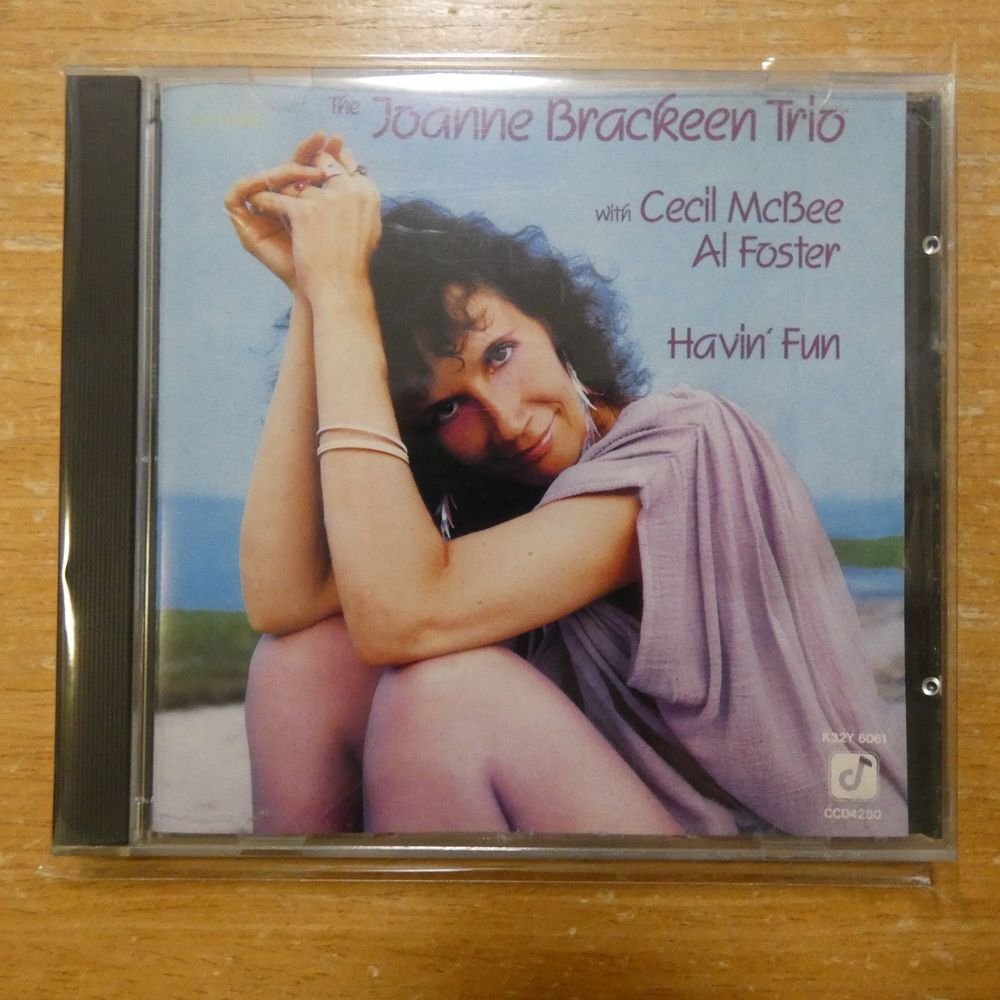 The Joanne Brackeen Trio
with Cecil McBee
Al Foster
Havin' Fun
K32Y 6061
CCD4280